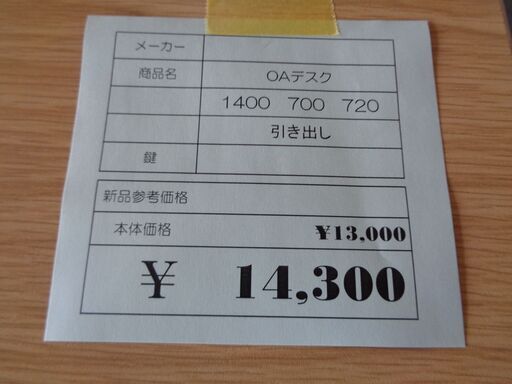 メーカー
商品名 OAデスク
1400 700 720
引き出し
鍵
新品参考価格
本体価格 ¥13,000
¥ 14,300